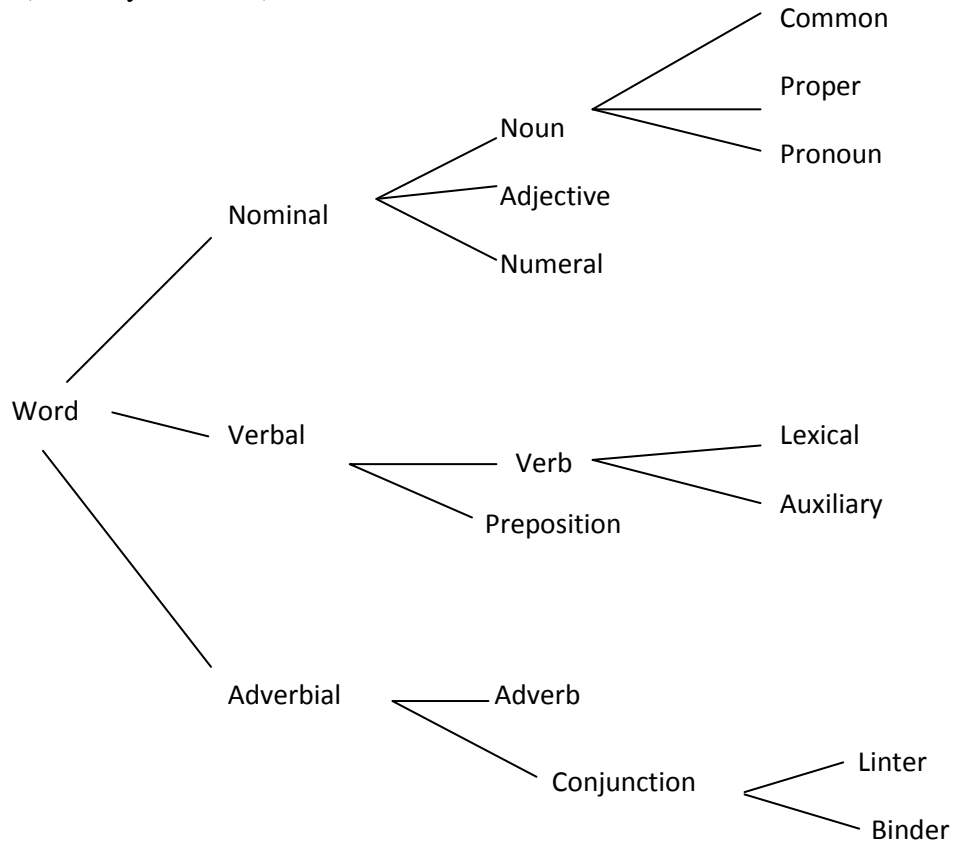 Common
Proper
Noun
Pronoun
Adjective
Nominal
Numeral
Word
Verbal
Lexical
Verb
Auxiliary
Preposition
Adverbial
Adverb
Linter
Conjunction
Binder